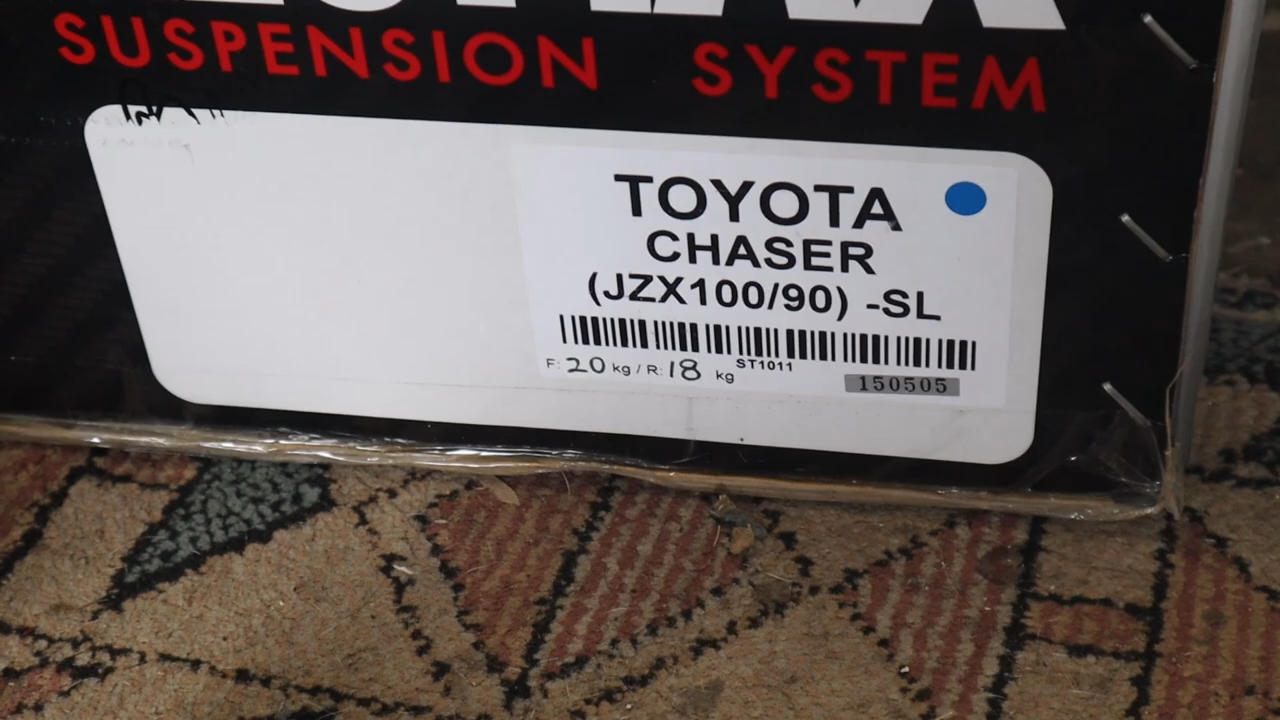 SUSPENSION SYSTEM
TOYOTA
CHASER
(JZX100/90) -SL
F: 20 kg / R: 18 kg ST1011
150505